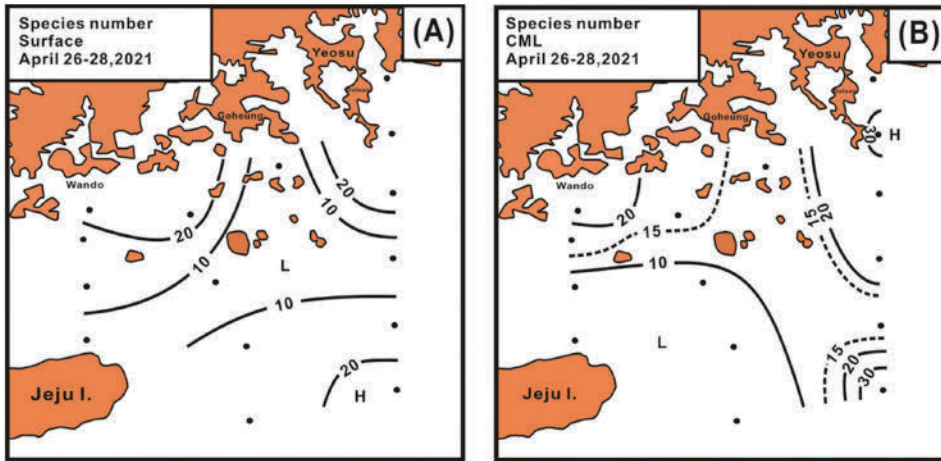 Species number
Surface
April 26-28,2021
(A)
Yeosu
Goheung
Wando
20
20
10
10
L
10
20
H
Jeju I.
Species number
CML
April 26-28,2021
(B)
Yeosu
Goheung
30
H
Wando
20
15
15
20
10
L
15
20
30
Jeju I.